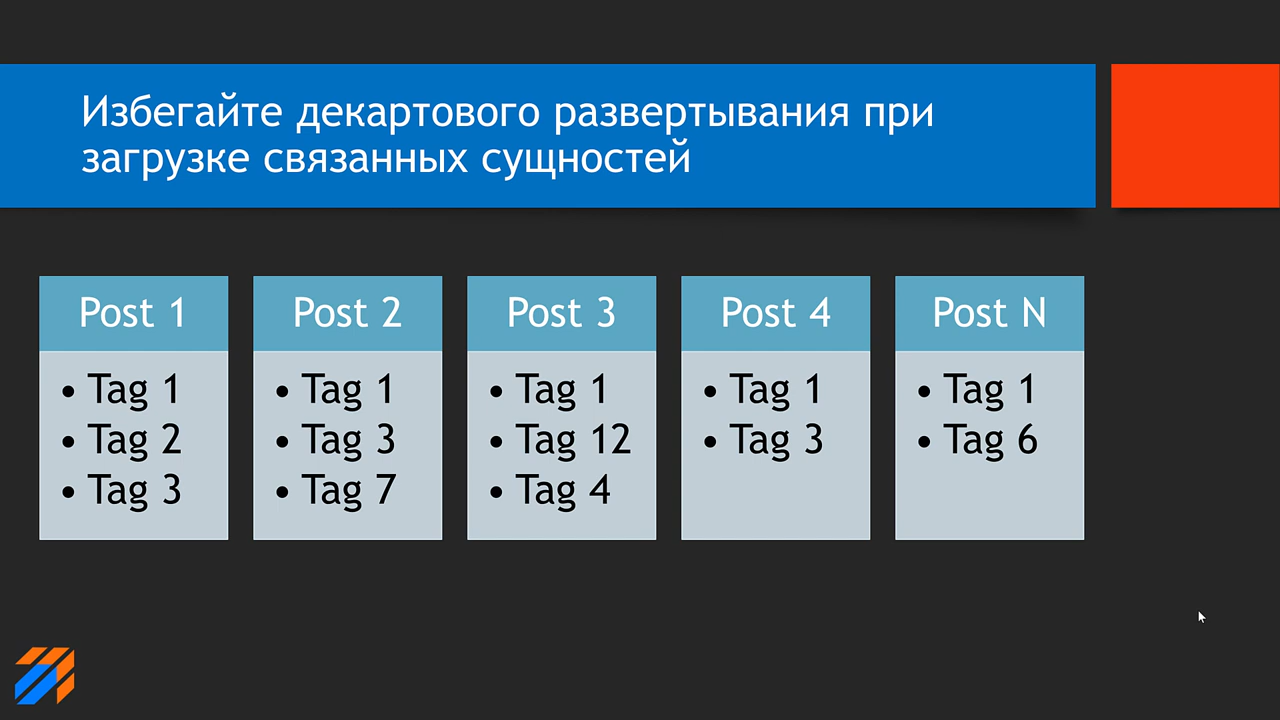 Избегайте декартового развертывания при
загрузке связанных сущностей
Post 1
• Tag 1
• Tag 2
• Tag 3
Post 2
• Tag 1
• Tag 3
• Tag 7
Post 3
• Tag 1
• Tag 12
• Tag 4
Post 4
• Tag 1
• Tag 3
Post N
• Tag 1
• Tag 6